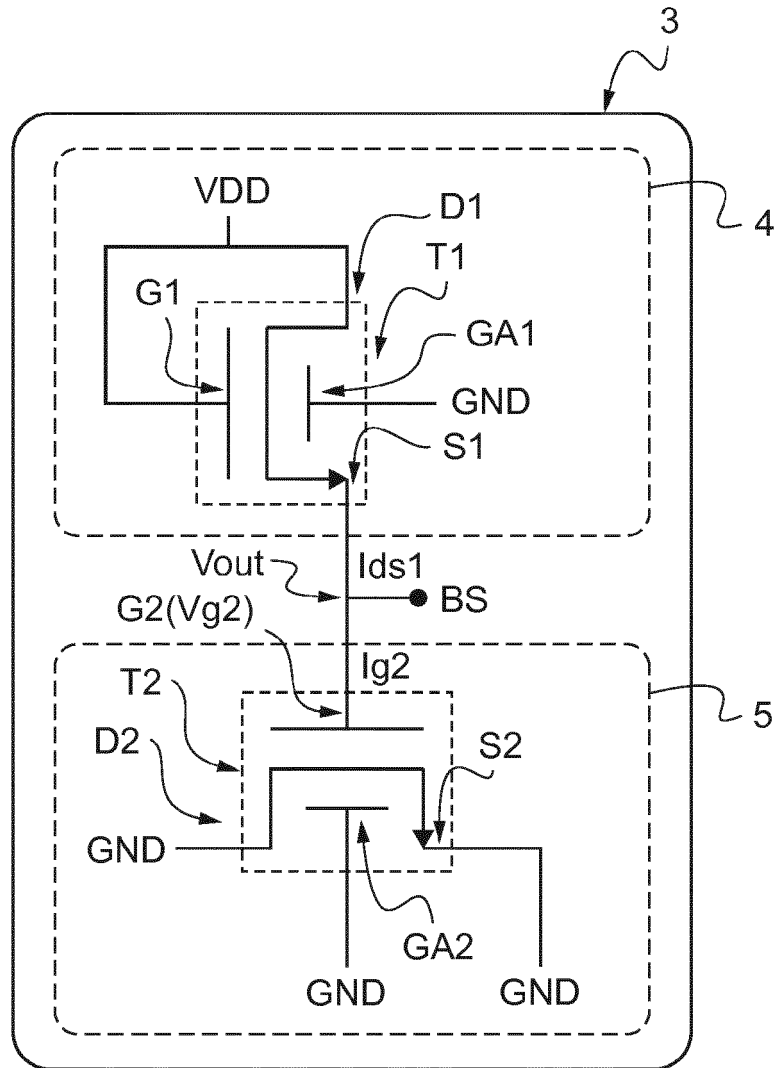 3
VDD
D1
4
T1
G1
GA1
GND
S1
Vout
Ids1
BS
G2(Vg2)
Ig2
T2
5
D2
S2
GND
GA2
GND
GND